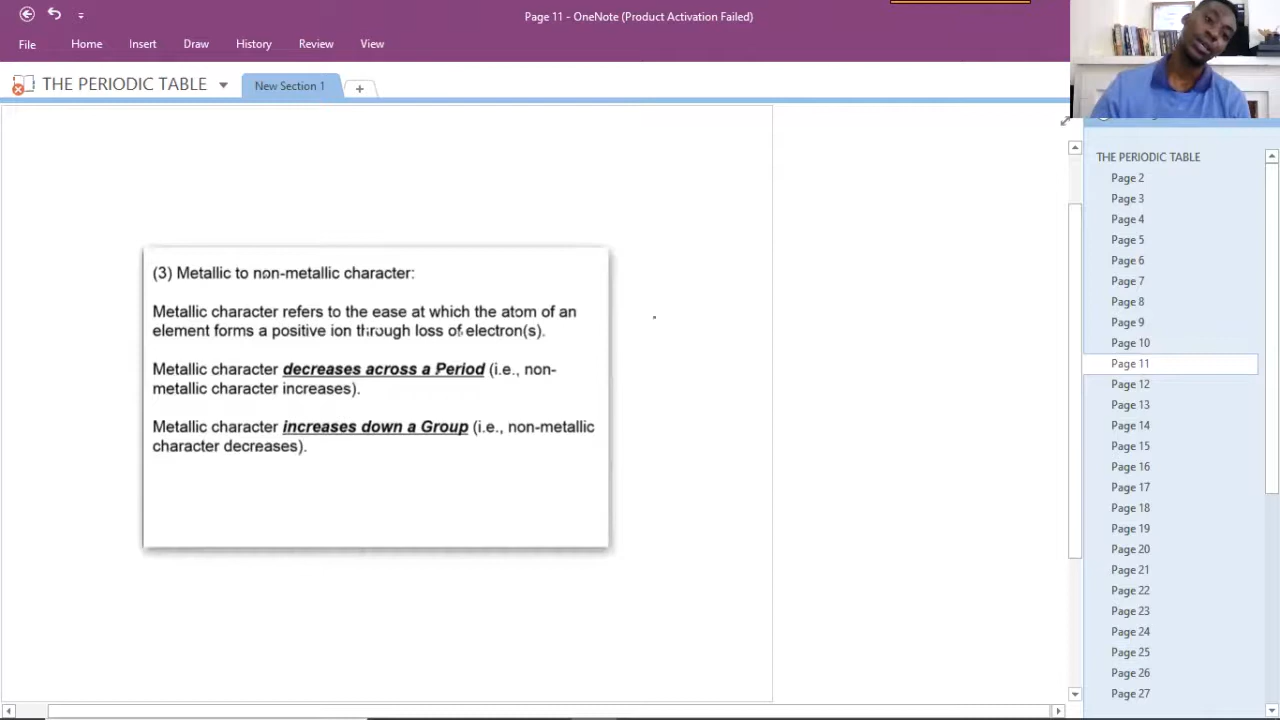 Page 11 - OneNote (Product Activation Failed)
File Home Insert Draw History Review View
THE PERIODIC TABLE New Section 1
(3) Metallic to non-metallic character:
Metallic character refers to the ease at which the atom of an
element forms a positive ion through loss of electron(s).
Metallic character decreases across a Period (i.e., non-
metallic character increases).
Metallic character increases down a Group (i.e., non-metallic
character decreases).
THE PERIODIC TABLE
Page 2
Page 3
Page 4
Page 5
Page 6
Page 7
Page 8
Page 9
Page 10
Page 11
Page 12
Page 13
Page 14
Page 15
Page 16
Page 17
Page 18
Page 19
Page 20
Page 21
Page 22
Page 23
Page 24
Page 25
Page 26
Page 27